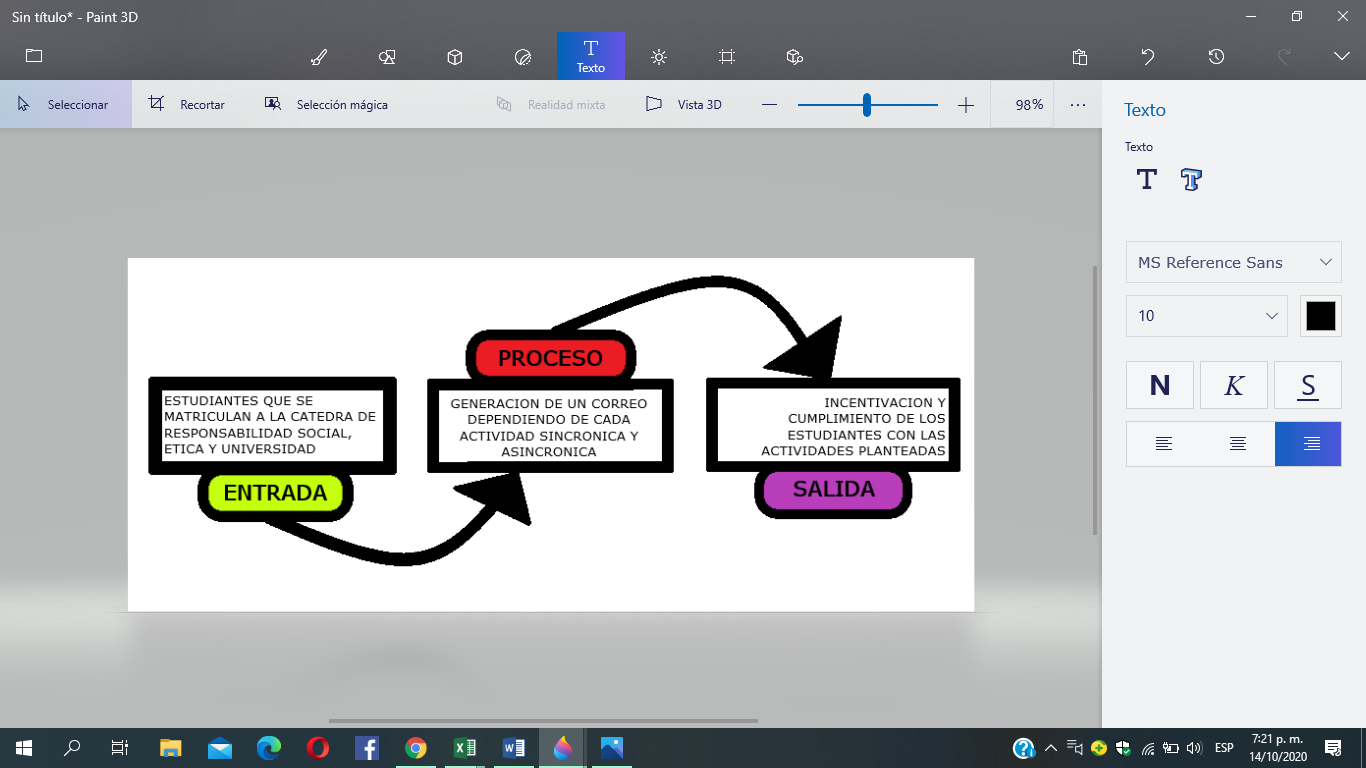 Sin título* - Paint 3D
Texto
Seleccionar
Recortar
Selección mágica
Realidad mixta
Vista 3D
98%
Texto
Texto
MS Reference Sans
10
N
K
S
PROCESO
ESTUDIANTES QUE SE
MATRICULAN A LA CATEDRA DE
RESPONSABILIDAD SOCIAL,
ETICA Y UNIVERSIDAD
ENTRADA
GENERACION DE UN CORREO
DEPENDIENDO DE CADA
ACTIVIDAD SINCRONICA Y
ASINCRONICA
INCENTIVACION Y
CUMPLIMIENTO DE LOS
ESTUDIANTES CON LAS
ACTIVIDADES PLANTEADAS
SALIDA
ESP
7:21 p. m.
14/10/2020